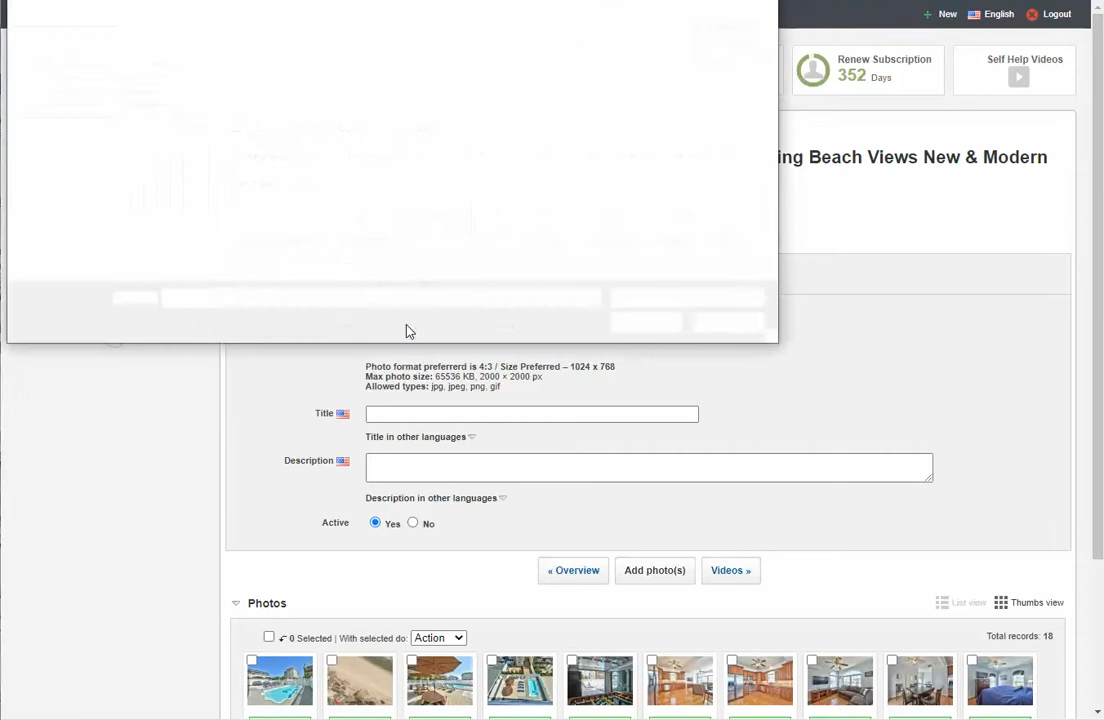 New English Logout
Renew Subscription
352 Days
Self Help Videos
ing Beach Views New & Modern
Photo format preferrerd is 4:3 / Size Preferred – 1024 x 768
Max photo size: 65536 KB, 2000 × 2000 px
Allowed types: jpg, jpeg, png, gif
Title
Title in other languages
Description
Description in other languages
Active Yes No
« Overview Add photo(s) Videos »
Photos List view Thumbs view
0 Selected | With selected do: Action Total records: 18